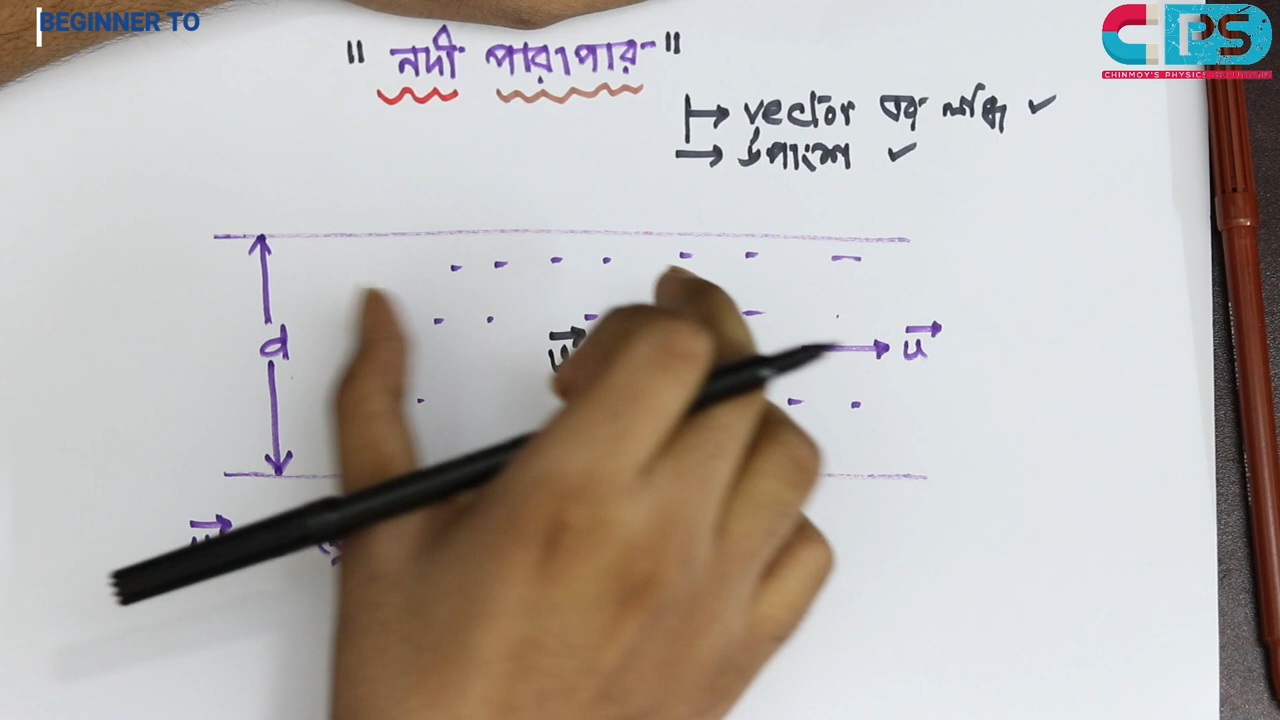 BEGINNER TO
CPS
CHINMOY'S PHYSICS
" নদী পারাপার "
→ vector এর লব্ধি ✓
→ উপাংশ ✓
d
u
u